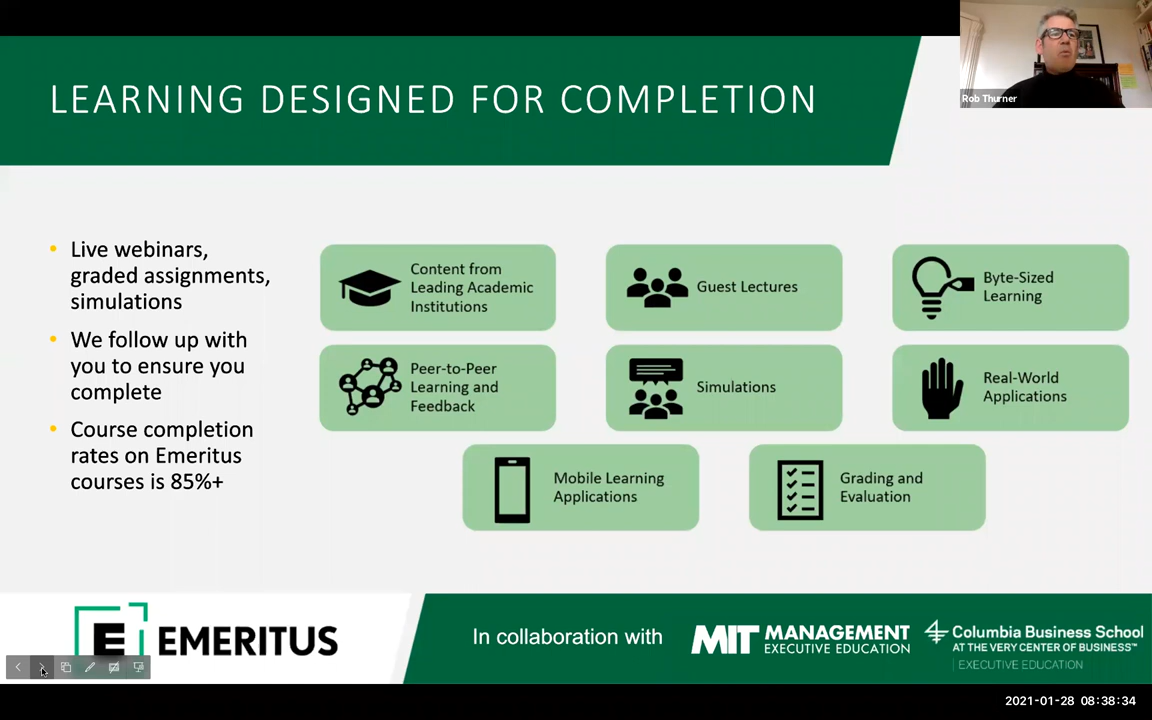 LEARNING DESIGNED FOR COMPLETION
Rob Thurner
• Live webinars,
graded assignments,
simulations
• We follow up with
you to ensure you
complete
• Course completion
rates on Emeritus
courses is 85%+
Content from
Leading Academic
Institutions
Guest Lectures
Byte-Sized
Learning
Peer-to-Peer
Learning and
Feedback
Simulations
Real-World
Applications
Mobile Learning
Applications
Grading and
Evaluation
E EMERITUS
In collaboration with
MIT MANAGEMENT
EXECUTIVE EDUCATION
Columbia Business School
AT THE VERY CENTER OF BUSINESS™
EXECUTIVE EDUCATION
2021-01-28 08:38:34